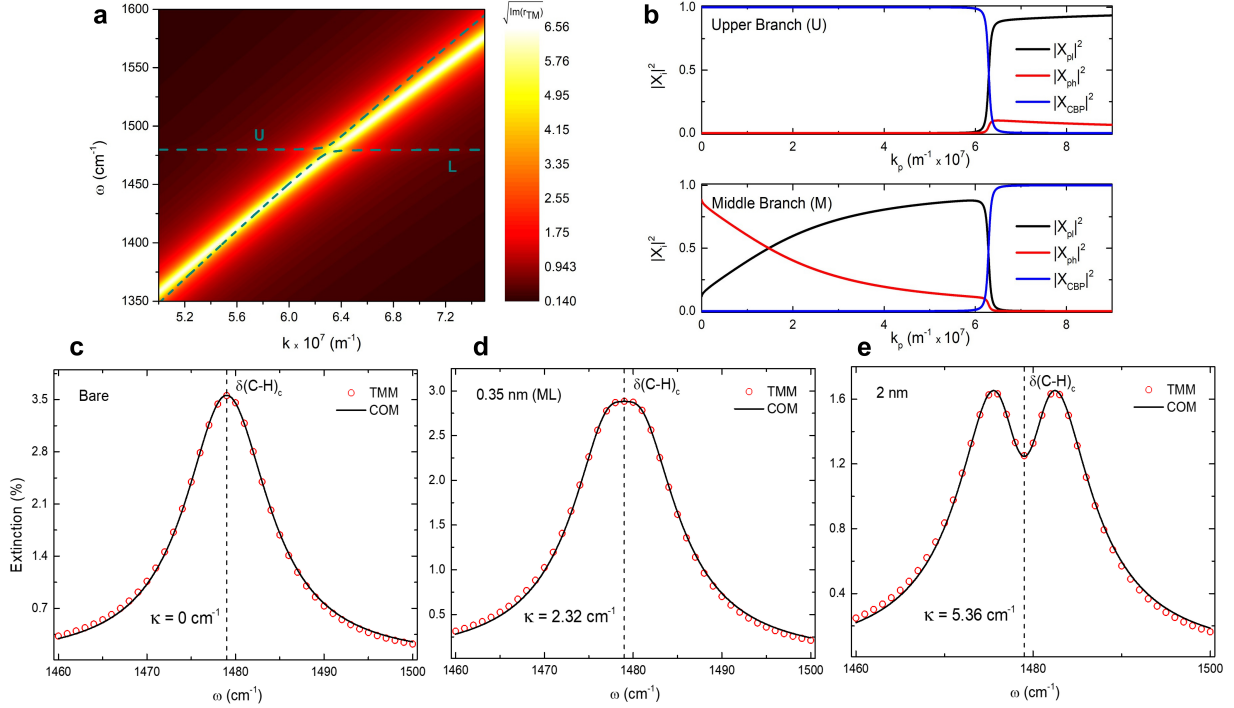 a
√Im(r_TM)
1600
1550
1500
1450
1400
1350
ω (cm⁻¹)
U
L
5.2
5.6
6.0
6.4
6.8
7.2
k × 10⁷ (m⁻¹)
6.56
5.36
4.15
3.35
2.55
1.75
0.943
0.140
b
1.0
0.5
0.0
|X_i|²
Upper Branch (U)
|X_pl|²
|X_ph|²
|X_CBP|²
0
2
4
6
8
k_p (m⁻¹ × 10⁷)
1.0
0.5
0.0
|X_i|²
Middle Branch (M)
|X_pl|²
|X_ph|²
|X_CBP|²
0
2
4
6
8
k_p (m⁻¹ × 10⁷)
c
Bare
δ(C-H)_c
TMM
COM
3.5
2.8
2.1
1.4
0.7
Extinction (%)
κ = 0 cm⁻¹
1460
1470
1480
1490
1500
ω (cm⁻¹)
d
0.35 nm (ML)
δ(C-H)_c
TMM
COM
3.0
2.5
2.0
1.5
1.0
0.5
κ = 2.32 cm⁻¹
1460
1470
1480
1490
1500
ω (cm⁻¹)
e
2 nm
δ(C-H)_c
TMM
COM
1.6
1.2
0.8
0.4
κ = 5.36 cm⁻¹
1460
1480
1500
ω (cm⁻¹)